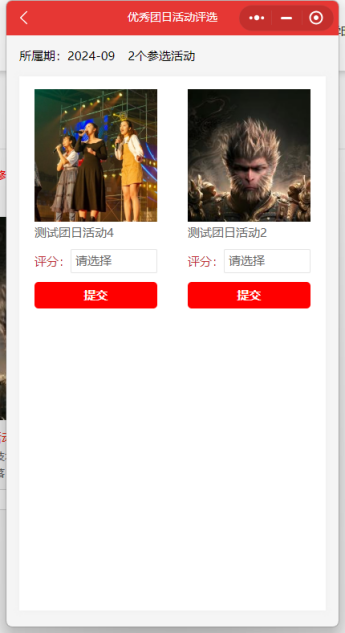 优秀团日活动评选
所属期：2024-09 2个参选活动
测试团日活动4
测试团日活动2
评分：请选择
评分：请选择
提交
提交